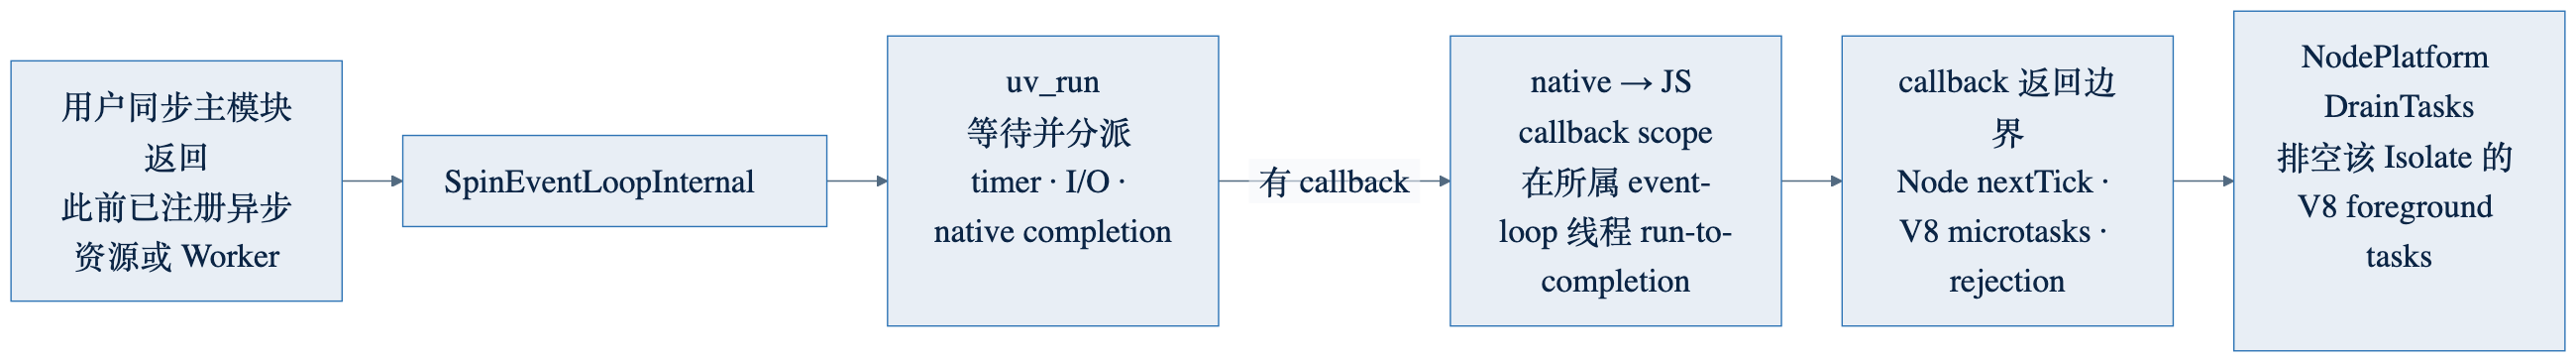 用户同步主模块
返回
此前已注册异步
资源或 Worker
SpinEventLoopInternal
uv_run
等待并分派
timer · I/O ·
native completion
有 callback
native → JS
callback scope
在所属 event-
loop 线程 run-to-
completion
callback 返回边
界
Node nextTick ·
V8 microtasks ·
rejection
NodePlatform
DrainTasks
排空该 Isolate 的
V8 foreground
tasks